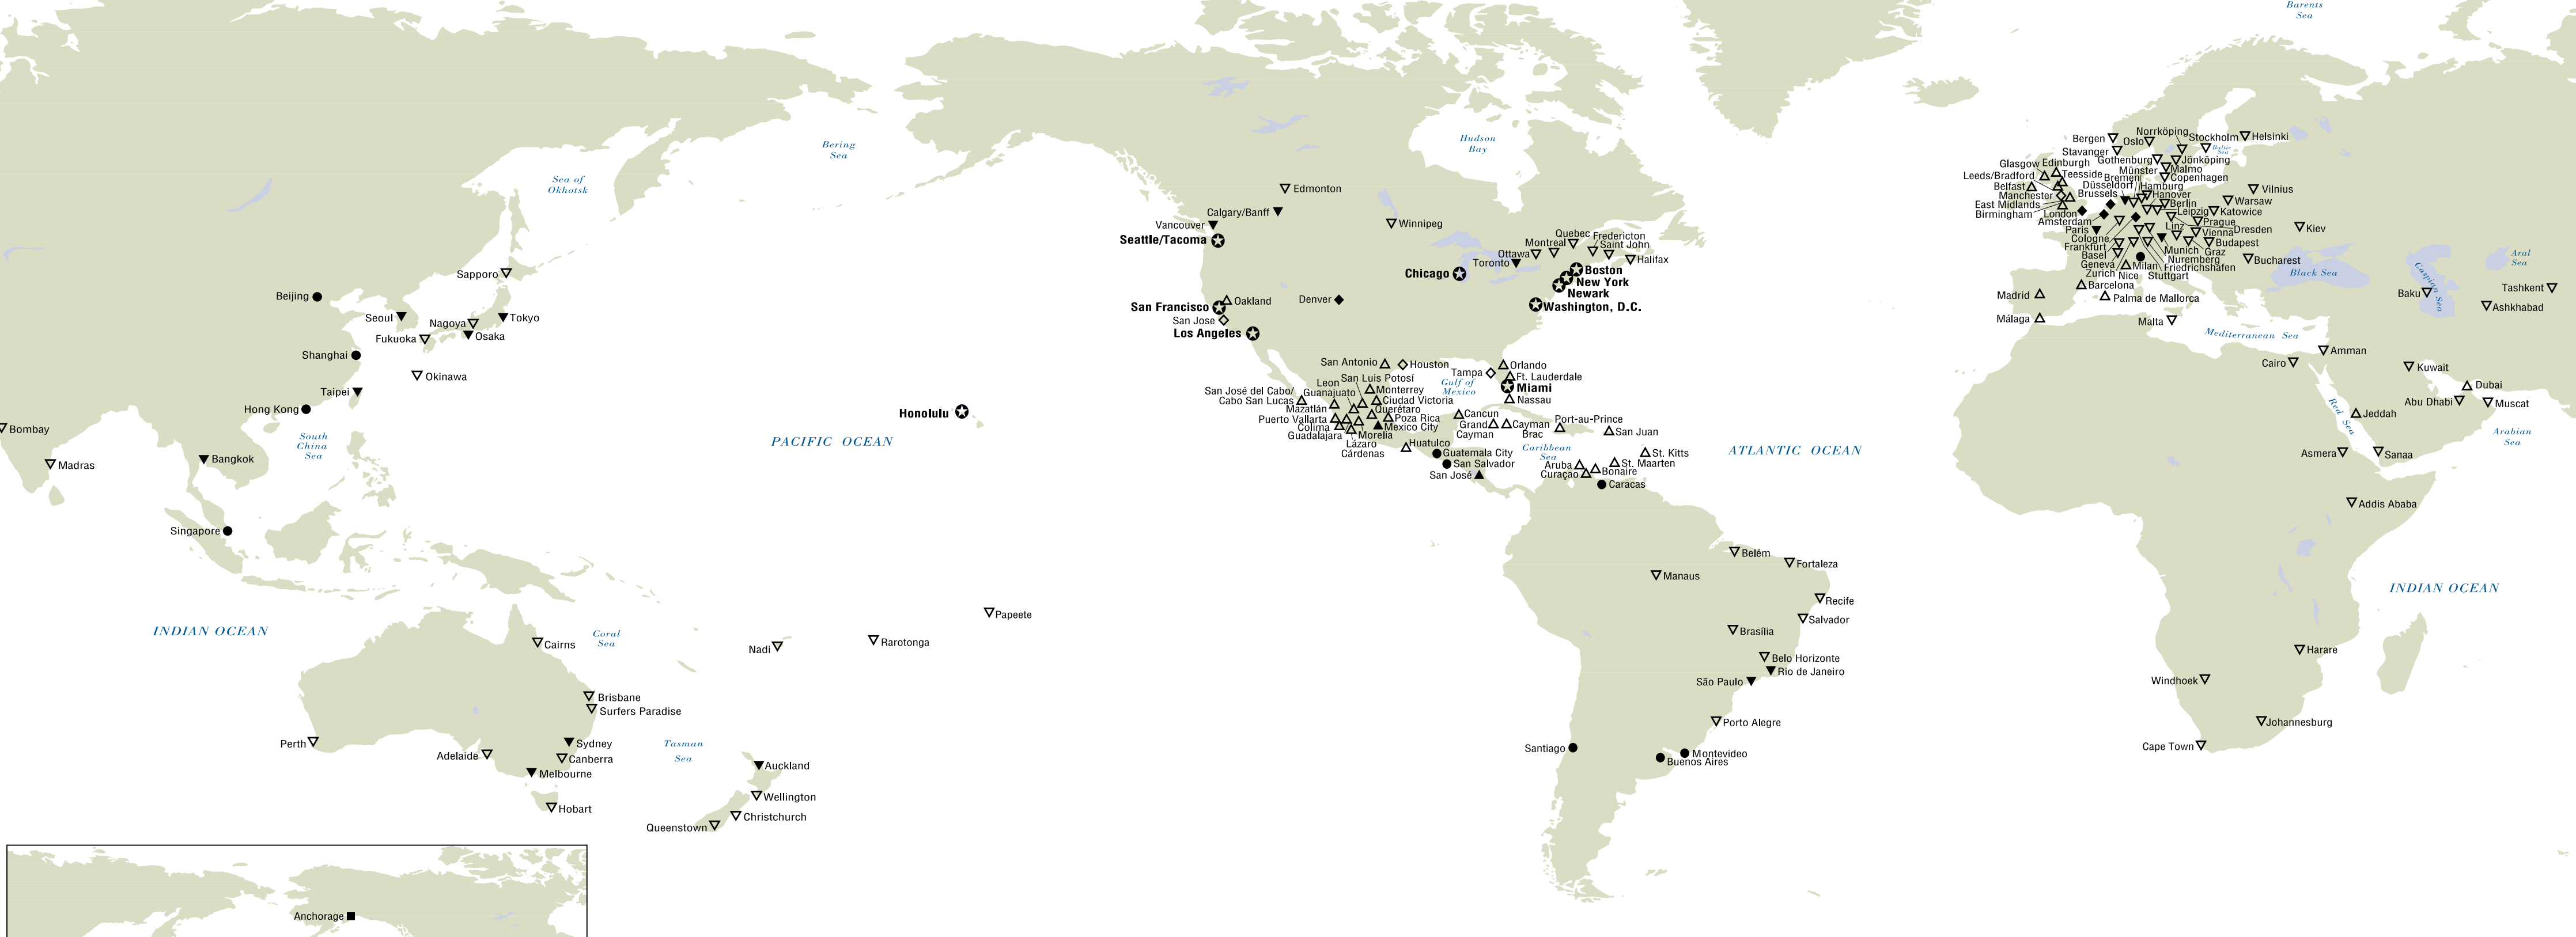 Barents
Sea
Bering
Sea
Sea of
Okhotsk
Hudson
Bay
Edmonton
Calgary/Banff
Vancouver
Seattle/Tacoma
Winnipeg
Quebec
Fredericton
Montreal
Saint John
Ottawa
Halifax
Toronto
Chicago
Boston
New York
Newark
Washington, D.C.
San Francisco
Oakland
Denver
San Jose
Los Angeles
Sapporo
Beijing
Seoul
Nagoya
Tokyo
Fukuoka
Osaka
Shanghai
Okinawa
Taipei
Hong Kong
South
China
Sea
Bombay
Madras
Bangkok
Singapore
Honolulu
PACIFIC OCEAN
San Antonio
Houston
Orlando
Tampa
Ft. Lauderdale
Gulf of
Mexico
Miami
Nassau
San Luis Potosí
Leon
Guanajuato
Monterrey
San José del Cabo/
Cabo San Lucas
Ciudad Victoria
Mazatlán
Querétaro
Puerto Vallarta
Poza Rica
Colima
Mexico City
Guadalajara
Morelia
Lázaro
Cárdenas
Huatulco
Cancun
Grand
Cayman
Cayman
Brac
Port-au-Prince
San Juan
Guatemala City
San Salvador
San José
Caribbean
Sea
St. Kitts
St. Maarten
Aruba
Bonaire
Curaçao
Caracas
ATLANTIC OCEAN
Bergen
Norrköping
Oslo
Stockholm
Helsinki
Stavanger
Baltic
Sea
Gothenburg
Jönköping
Glasgow
Edinburgh
Münster
Malmo
Leeds/Bradford
Teesside
Bremen
Copenhagen
Belfast
Düsseldorf
Hamburg
Vilnius
Manchester
Brussels
Hanover
East Midlands
Berlin
Warsaw
Birmingham
London
Leipzig
Katowice
Amsterdam
Prague
Paris
Linz
Vienna
Dresden
Kiev
Cologne
Budapest
Frankfurt
Munich
Graz
Basel
Nuremberg
Bucharest
Geneva
Milan
Friedrichshafen
Zurich
Nice
Stuttgart
Black Sea
Caspian Sea
Aral
Sea
Barcelona
Madrid
Palma de Mallorca
Baku
Tashkent
Ashkhabad
Málaga
Malta
Mediterranean Sea
Amman
Cairo
Kuwait
Dubai
Abu Dhabi
Muscat
Red Sea
Jeddah
Arabian
Sea
Asmera
Sanaa
Addis Ababa
Belém
Fortaleza
Manaus
Recife
Salvador
Brasília
Belo Horizonte
Rio de Janeiro
São Paulo
Porto Alegre
Santiago
Montevideo
Buenos Aires
INDIAN OCEAN
Harare
Windhoek
Johannesburg
Cape Town
INDIAN OCEAN
Coral
Sea
Cairns
Papeete
Rarotonga
Nadi
Brisbane
Surfers Paradise
Perth
Sydney
Adelaide
Canberra
Melbourne
Hobart
Tasman
Sea
Auckland
Wellington
Christchurch
Queenstown
Anchorage